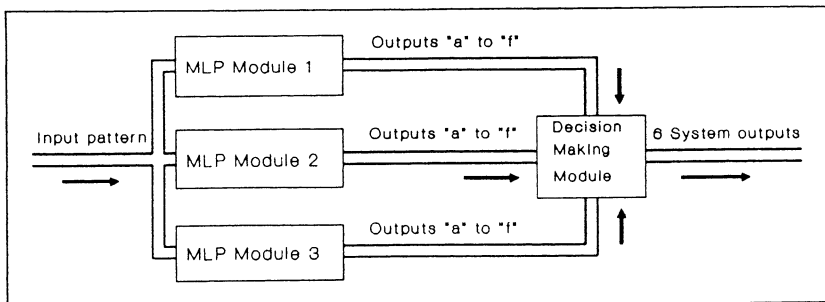 Outputs "a" to "f"
MLP Module 1
Input pattern
MLP Module 2
Outputs "a" to "f"
Decision
Making
Module
6 System outputs
Outputs "a" to "f"
MLP Module 3